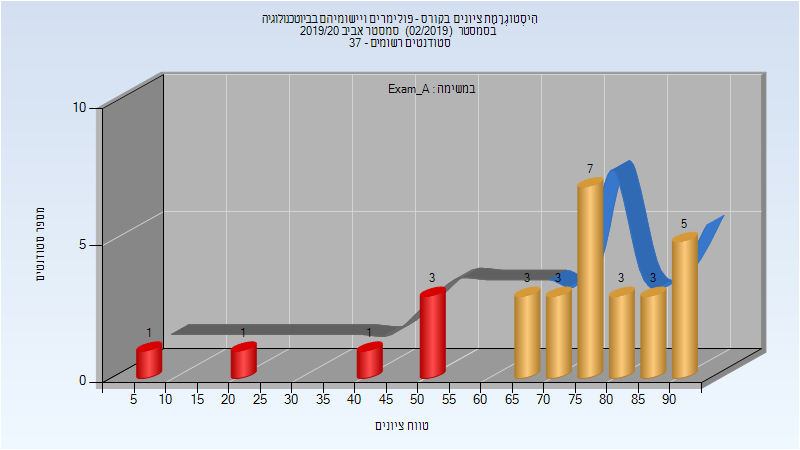 הִיסְטוֹגְרָמַת ציונים בקורס - פולימרים ויישומיהם בביוטכנולוגיה
בסמסטר (02/2019) סמסטר אביב 2019/20
סטודנטים רשומים - 37
במשימה : Exam_A
מספר סטודנטים
10
5
0
1
1
1
3
3
3
7
3
3
5
5 10 15 20 25 30 35 40 45 50 55 60 65 70 75 80 85 90
טווח ציונים